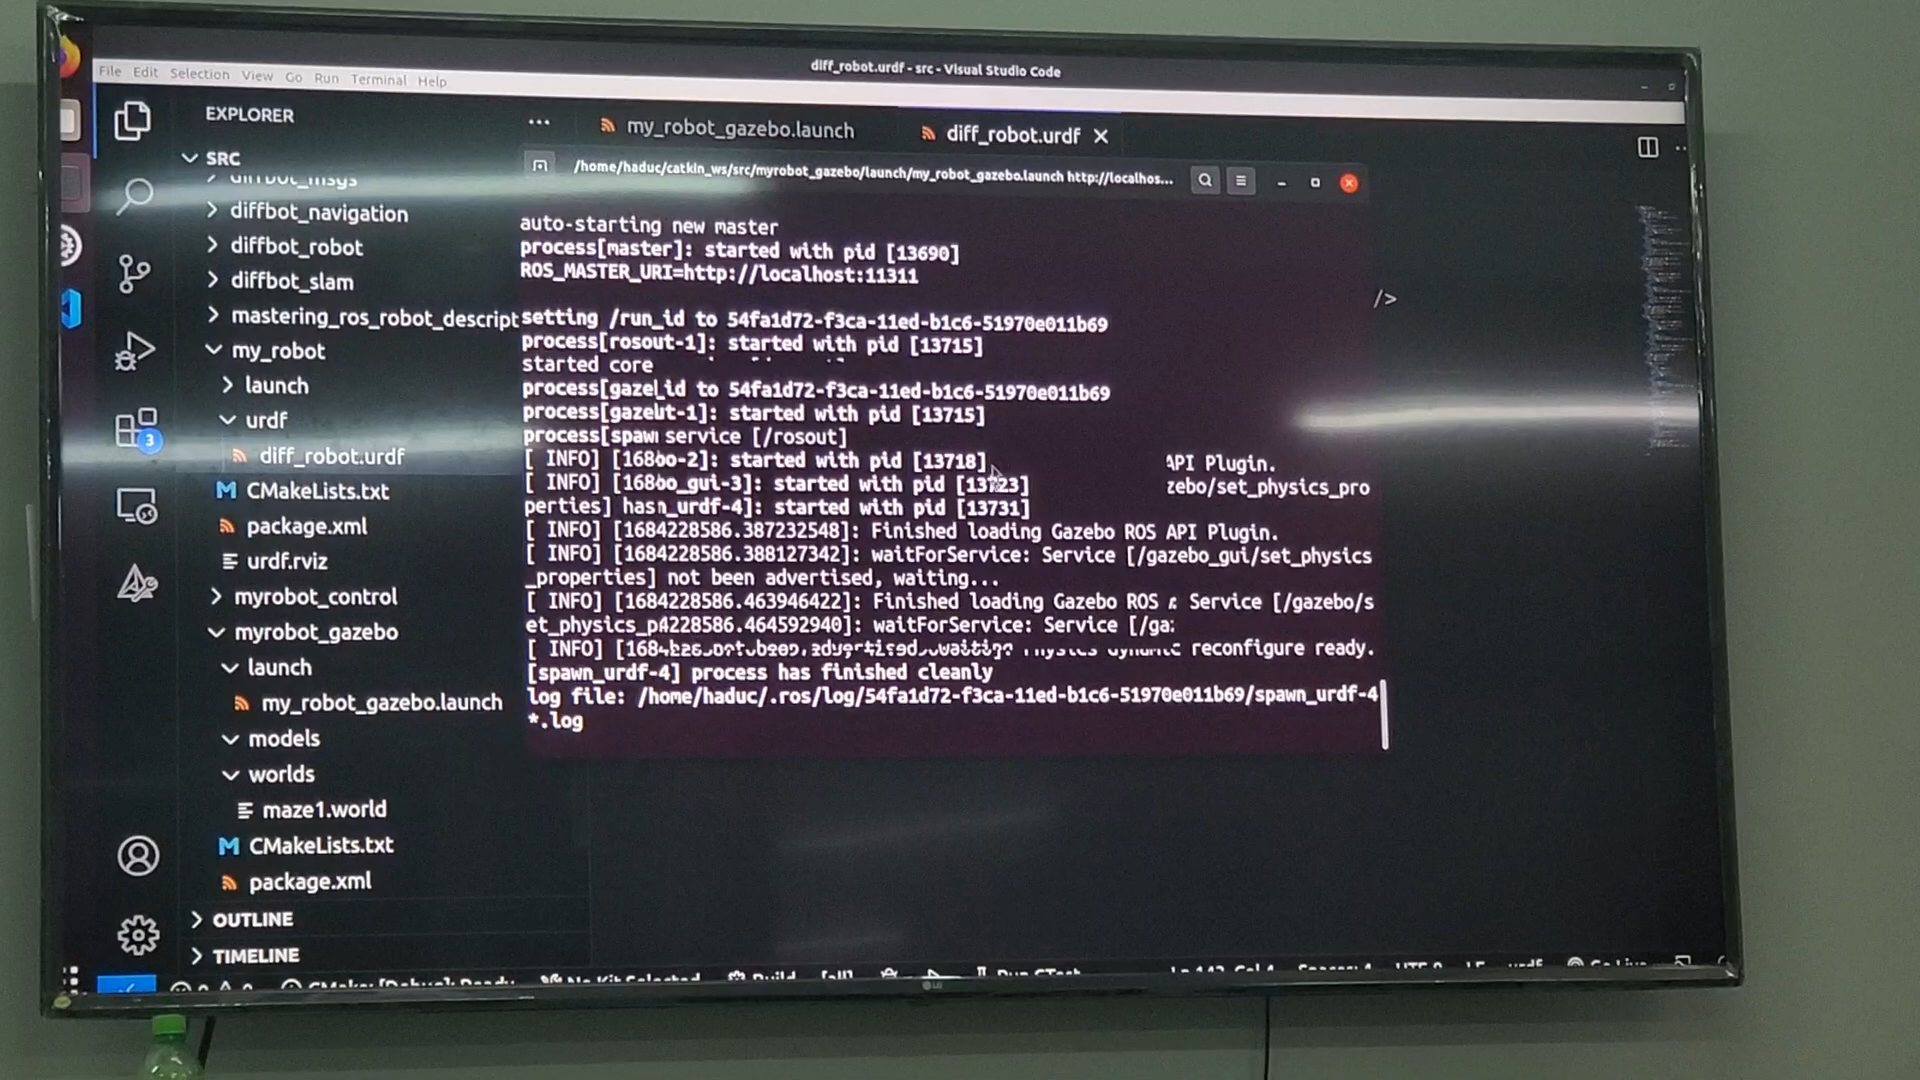 diff_robot.urdf - src - Visual Studio Code
File Edit Selection View Go Run Terminal Help
EXPLORER
SRC
diffbot_msgs
diffbot_navigation
diffbot_robot
diffbot_slam
mastering_ros_robot_descript
my_robot
launch
urdf
diff_robot.urdf
CMakeLists.txt
package.xml
urdf.rviz
myrobot_control
myrobot_gazebo
launch
my_robot_gazebo.launch
models
worlds
maze1.world
CMakeLists.txt
package.xml
OUTLINE
TIMELINE
3
my_robot_gazebo.launch
diff_robot.urdf
/home/haduc/catkin_ws/src/myrobot_gazebo/launch/my_robot_gazebo.launch http://localhos...
auto-starting new master
process[master]: started with pid [13690]
ROS_MASTER_URI=http://localhost:11311
/>
setting /run_id to 54fa1d72-f3ca-11ed-b1c6-51970e011b69
process[rosout-1]: started with pid [13715]
started core
process[gazel_id to 54fa1d72-f3ca-11ed-b1c6-51970e011b69
process[gazeut-1]: started with pid [13715]
process[spaw service [/rosout]
[ INFO] [168bo-2]: started with pid [13718] API Plugin.
[ INFO] [168bo_gui-3]: started with pid [13723] zebo/set_physics_pro
perties] hasn_urdf-4]: started with pid [13731]
[ INFO] [1684228586.387232548]: Finished loading Gazebo ROS API Plugin.
[ INFO] [1684228586.388127342]: waitForService: Service [/gazebo_gui/set_physics
_properties] not been advertised, waiting...
[ INFO] [1684228586.463946422]: Finished loading Gazebo ROS Service [/gazebo/s
et_physics_p4228586.464592940]: waitForService: Service [/ga
[ INFO] [168 reconfigure ready.
[spawn_urdf-4] process has finished cleanly
log file: /home/haduc/.ros/log/54fa1d72-f3ca-11ed-b1c6-51970e011b69/spawn_urdf-4
*.log
LG